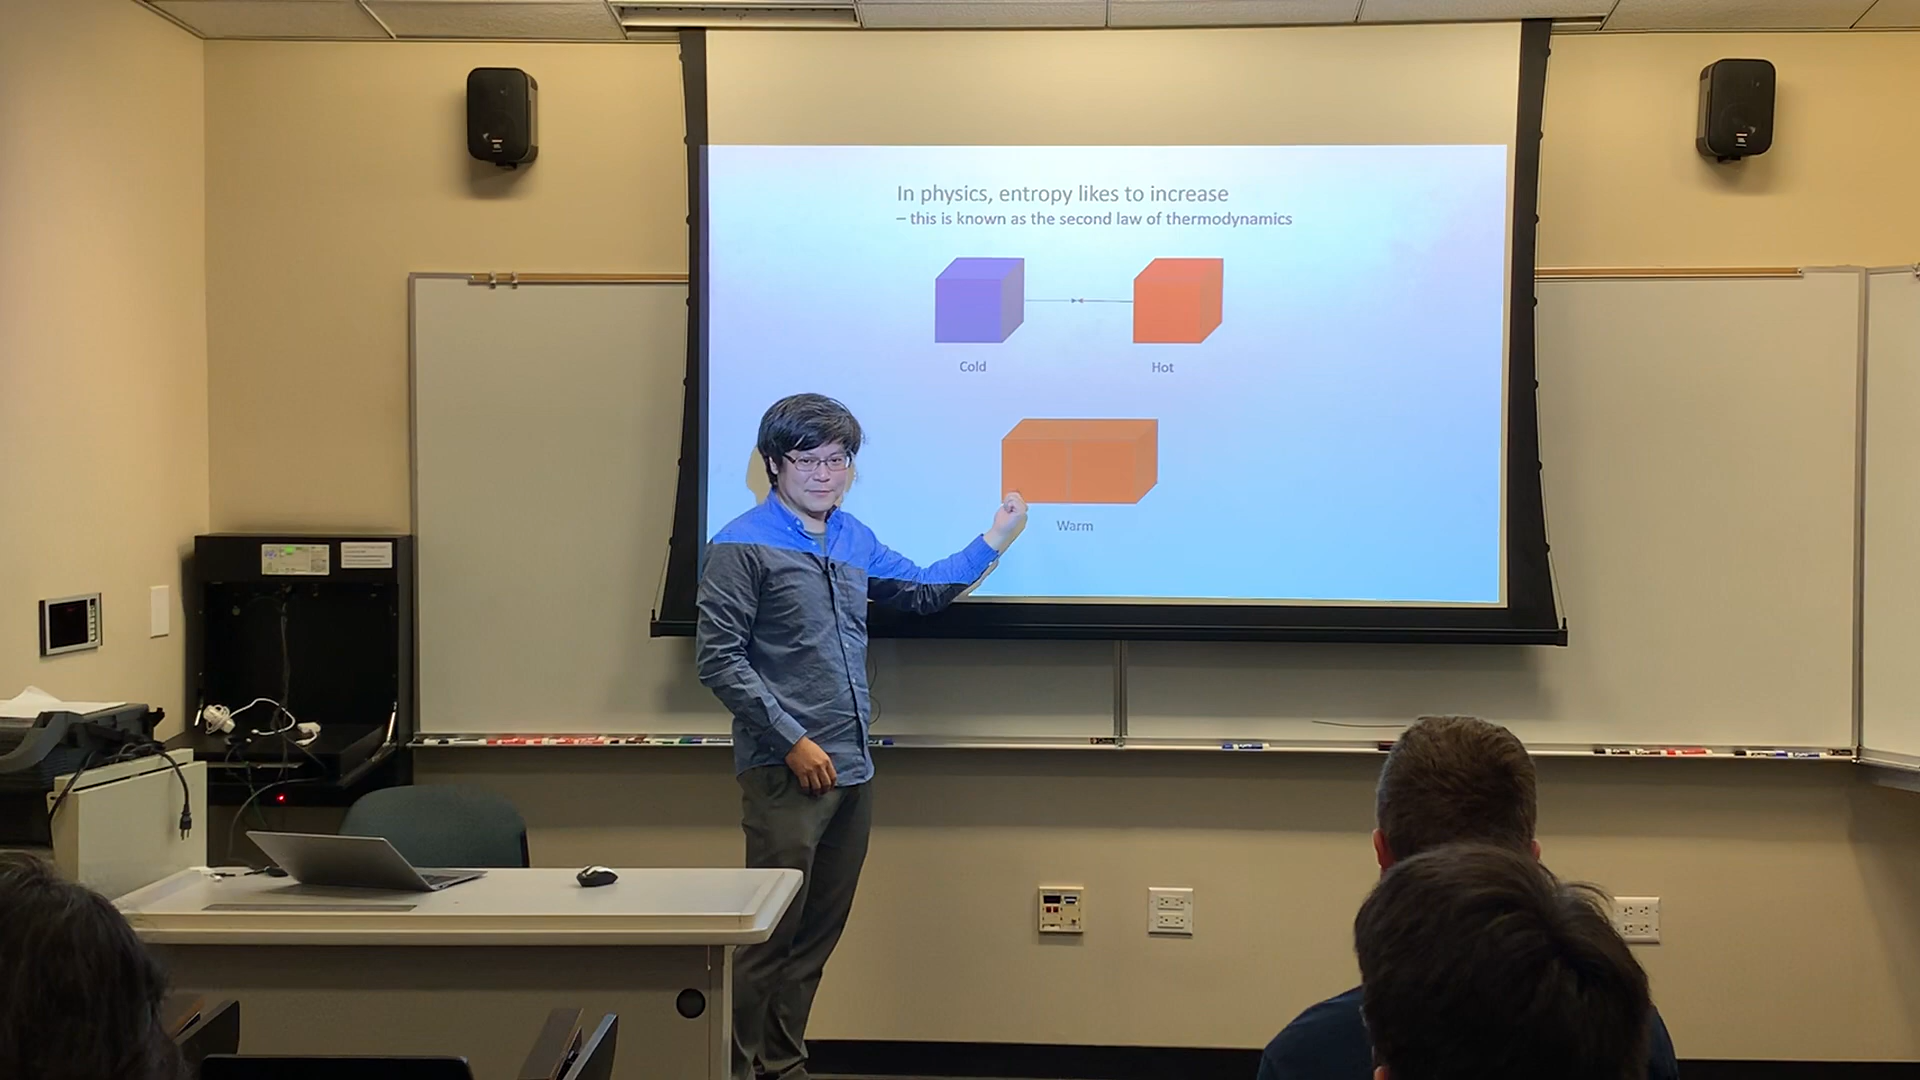 In physics, entropy likes to increase
– this is known as the second law of thermodynamics
Cold
Hot
Warm